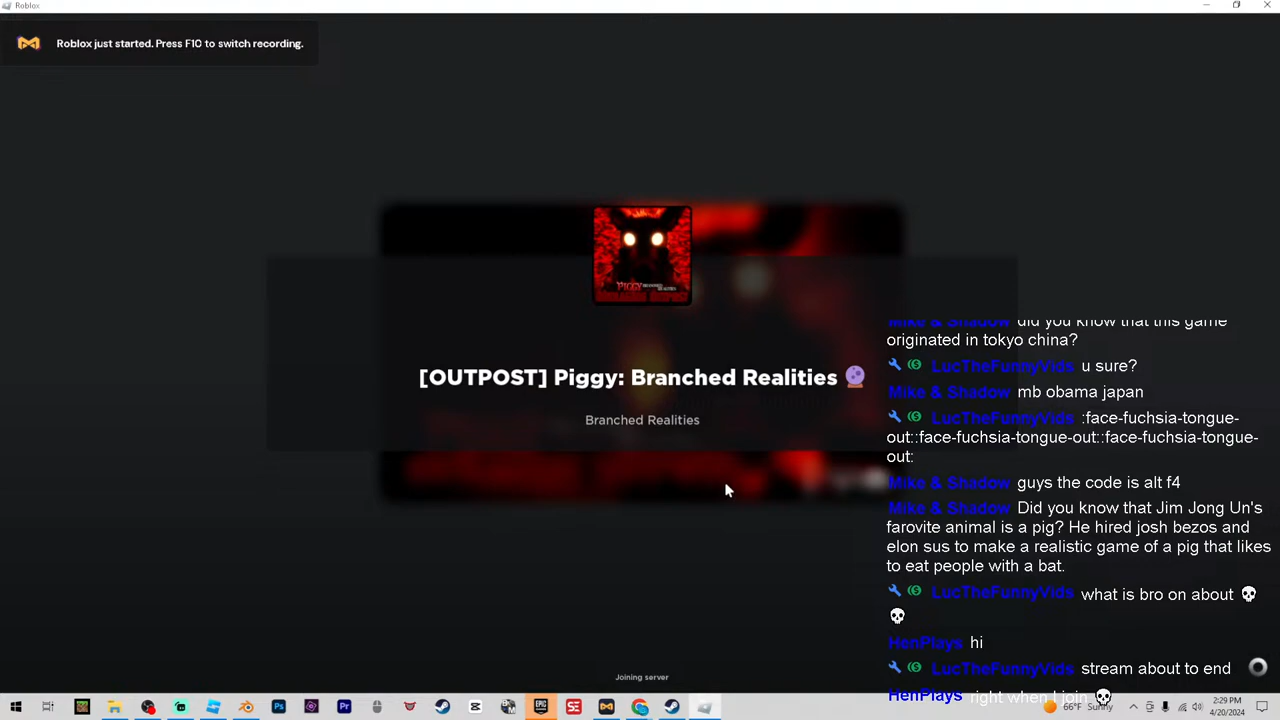 Roblox
Roblox just started. Press F10 to switch recording.
PIGGY
[OUTPOST] Piggy: Branched Realities 🔮
Branched Realities
Joining server
Mike & Shadow did you know that this game
originated in tokyo china?
LucTheFunnyVids u sure?
Mike & Shadow mb obama japan
LucTheFunnyVids :face-fuchsia-tongue-
out::face-fuchsia-tongue-out::face-fuchsia-tongue-
out:
Mike & Shadow guys the code is alt f4
Mike & Shadow Did you know that Jim Jong Un's
farovite animal is a pig? He hired josh bezos and
elon sus to make a realistic game of a pig that likes
to eat people with a bat.
LucTheFunnyVids what is bro on about 💀
💀
HenPlays hi
LucTheFunnyVids stream about to end
HenPlays right when I join 💀
Ps
Pr
EPIC
SE
Sunny
2:29 PM
4/20/2024